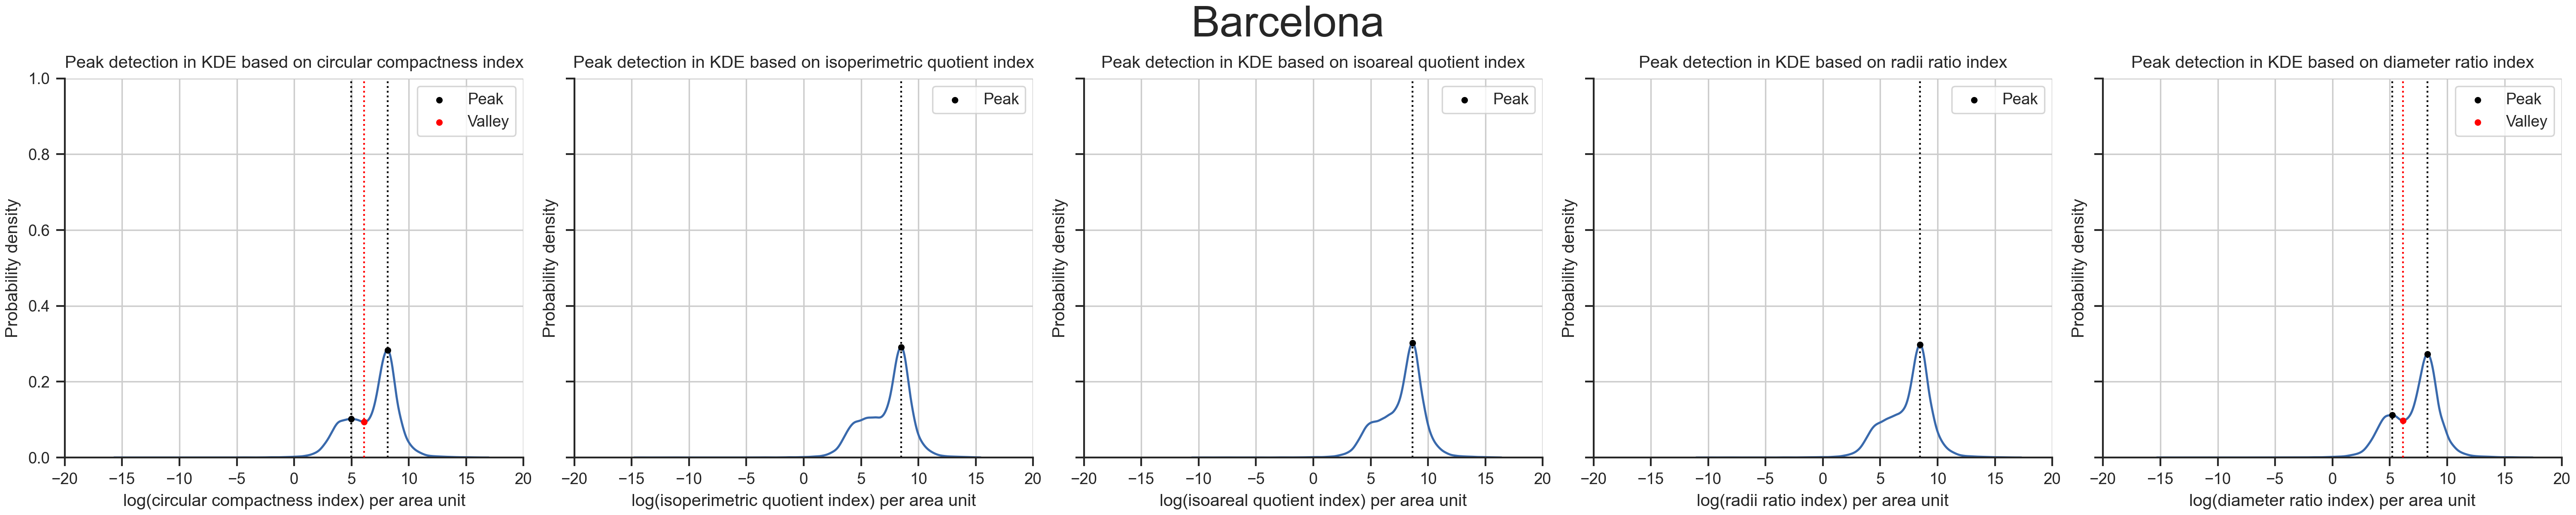 Barcelona
Peak detection in KDE based on circular compactness index
Peak
Valley
Probability density
1.0
0.8
0.6
0.4
0.2
0.0
−20 −15 −10 −5 0 5 10 15 20
log(circular compactness index) per area unit
Peak detection in KDE based on isoperimetric quotient index
Peak
Probability density
−20 −15 −10 −5 0 5 10 15 20
log(isoperimetric quotient index) per area unit
Peak detection in KDE based on isoareal quotient index
Peak
Probability density
−20 −15 −10 −5 0 5 10 15 20
log(isoareal quotient index) per area unit
Peak detection in KDE based on radii ratio index
Peak
Probability density
−20 −15 −10 −5 0 5 10 15 20
log(radii ratio index) per area unit
Peak detection in KDE based on diameter ratio index
Peak
Valley
Probability density
−20 −15 −10 −5 0 5 10 15 20
log(diameter ratio index) per area unit